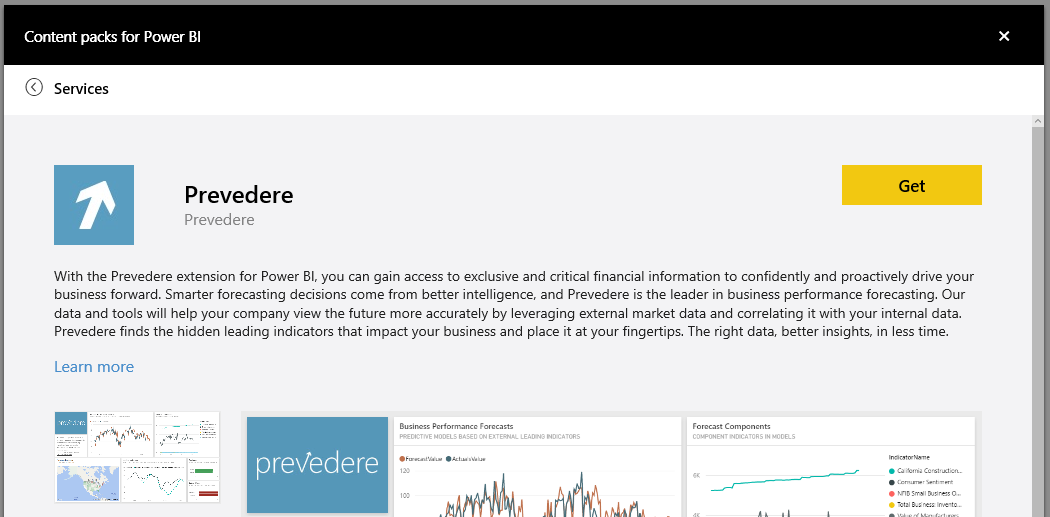 Content packs for Power BI
Services
Prevedere
Prevedere
Get
With the Prevedere extension for Power BI, you can gain access to exclusive and critical financial information to confidently and proactively drive your
business forward. Smarter forecasting decisions come from better intelligence, and Prevedere is the leader in business performance forecasting. Our
data and tools will help your company view the future more accurately by leveraging external market data and correlating it with your internal data.
Prevedere finds the hidden leading indicators that impact your business and place it at your fingertips. The right data, better insights, in less time.
Learn more
prevedere
Business Performance Forecasts
PREDICTIVE MODELS BASED ON EXTERNAL LEADING INDICATORS
ForecastValue ActualsValue
120
100
Forecast Components
COMPONENT INDICATORS IN MODELS
6K
4K
IndicatorName
California Construction...
Consumer Sentiment
NFIB Small Business O...
Total Business: Invento...
Value of Manufacturers...